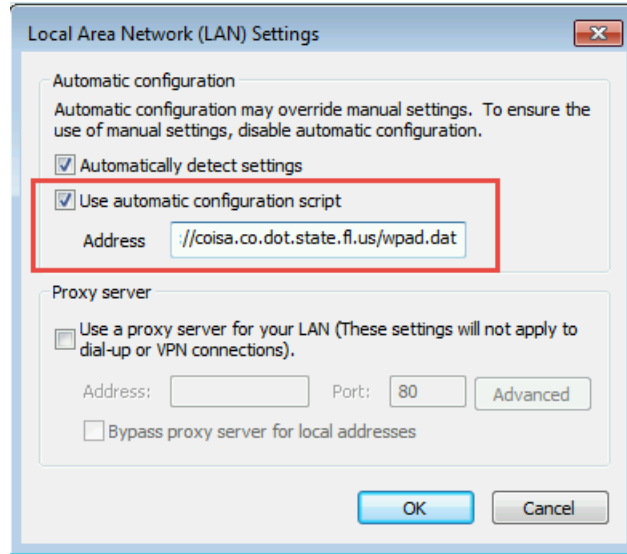 Local Area Network (LAN) Settings
Automatic configuration
Automatic configuration may override manual settings. To ensure the
use of manual settings, disable automatic configuration.
Automatically detect settings
Use automatic configuration script
Address ://coisa.co.dot.state.fl.us/wpad.dat
Proxy server
Use a proxy server for your LAN (These settings will not apply to
dial-up or VPN connections).
Address: Port: 80 Advanced
Bypass proxy server for local addresses
OK Cancel